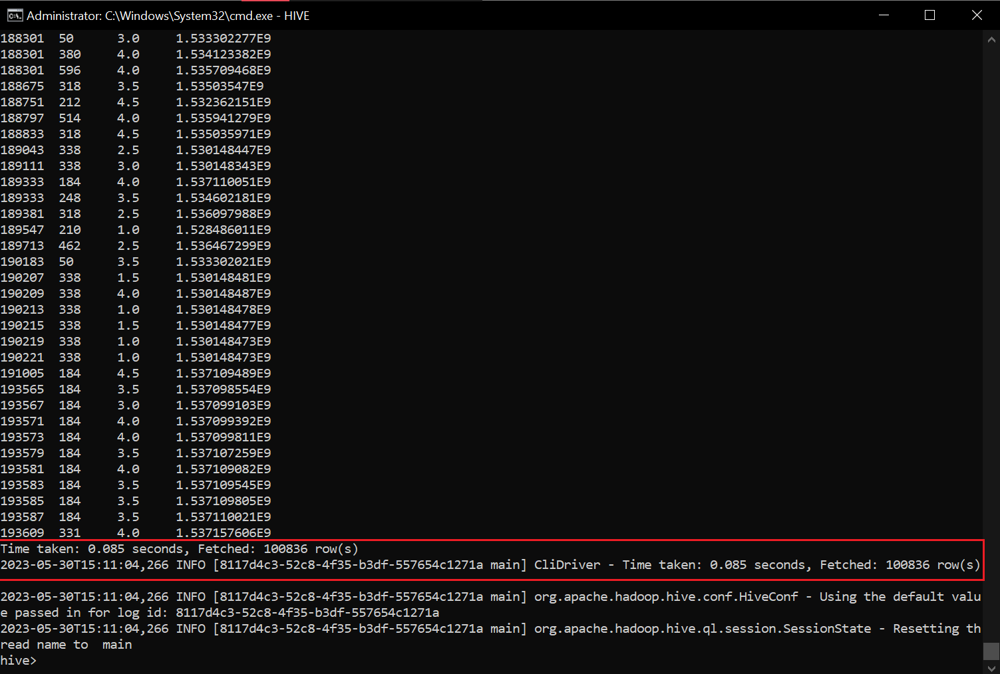 Administrator: C:\Windows\System32\cmd.exe - HIVE
188301 50 3.0 1.533302277E9
188301 380 4.0 1.534123382E9
188301 596 4.0 1.535709468E9
188675 318 3.5 1.53503547E9
188751 212 4.5 1.532362151E9
188797 514 4.0 1.535941279E9
188833 318 4.5 1.535035971E9
189043 338 2.5 1.530148447E9
189111 338 3.0 1.530148343E9
189333 184 4.0 1.537110051E9
189333 248 3.5 1.534602181E9
189381 318 2.5 1.536097988E9
189547 210 1.0 1.528486011E9
189713 462 2.5 1.536467299E9
190183 50 3.5 1.533302021E9
190207 338 1.5 1.530148481E9
190209 338 4.0 1.530148487E9
190213 338 1.0 1.530148478E9
190215 338 1.5 1.530148477E9
190219 338 1.0 1.530148473E9
190221 338 1.0 1.530148473E9
191005 184 4.5 1.537109489E9
193565 184 3.5 1.537098554E9
193567 184 3.0 1.537099103E9
193571 184 4.0 1.537099392E9
193573 184 4.0 1.537099811E9
193579 184 3.5 1.537107259E9
193581 184 4.0 1.537109082E9
193583 184 3.5 1.537109545E9
193585 184 3.5 1.537109805E9
193587 184 3.5 1.537110021E9
193609 331 4.0 1.537157606E9
Time taken: 0.085 seconds, Fetched: 100836 row(s)
2023-05-30T15:11:04,266 INFO [8117d4c3-52c8-4f35-b3df-557654c1271a main] CliDriver - Time taken: 0.085 seconds, Fetched: 100836 row(s)
2023-05-30T15:11:04,266 INFO [8117d4c3-52c8-4f35-b3df-557654c1271a main] org.apache.hadoop.hive.conf.HiveConf - Using the default valu
e passed in for log id: 8117d4c3-52c8-4f35-b3df-557654c1271a
2023-05-30T15:11:04,266 INFO [8117d4c3-52c8-4f35-b3df-557654c1271a main] org.apache.hadoop.hive.ql.session.SessionState - Resetting th
read name to  main
hive>